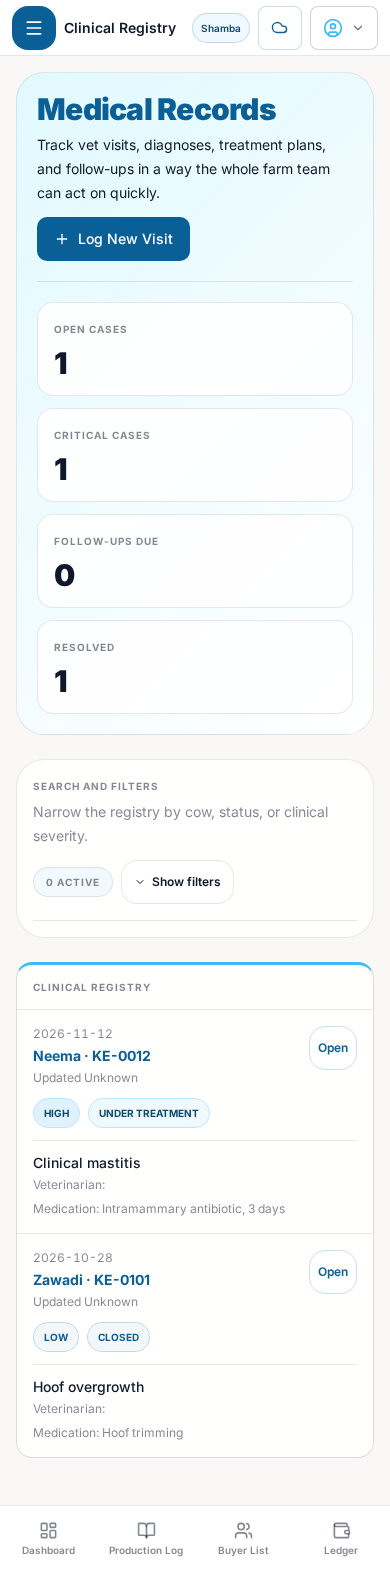 Clinical Registry
Shamba
Medical Records
Track vet visits, diagnoses, treatment plans,
and follow-ups in a way the whole farm team
can act on quickly.
Log New Visit
OPEN CASES
1
CRITICAL CASES
1
FOLLOW-UPS DUE
0
RESOLVED
1
SEARCH AND FILTERS
Narrow the registry by cow, status, or clinical
severity.
0 ACTIVE
Show filters
CLINICAL REGISTRY
2026-11-12
Open
Neema · KE-0012
Updated Unknown
HIGH
UNDER TREATMENT
Clinical mastitis
Veterinarian:
Medication: Intramammary antibiotic, 3 days
2026-10-28
Open
Zawadi · KE-0101
Updated Unknown
LOW
CLOSED
Hoof overgrowth
Veterinarian:
Medication: Hoof trimming
Dashboard
Production Log
Buyer List
Ledger